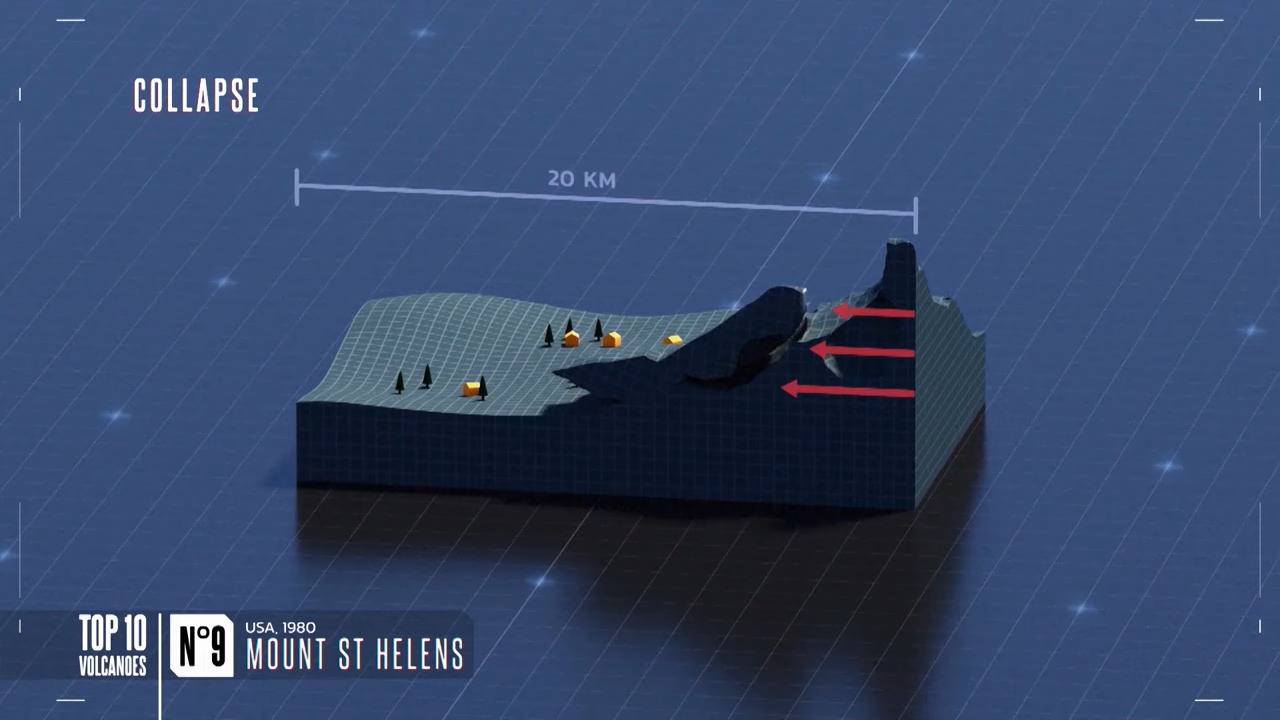 COLLAPSE
20 KM
TOP 10
VOLCANOES
N°9
USA, 1980
MOUNT ST HELENS